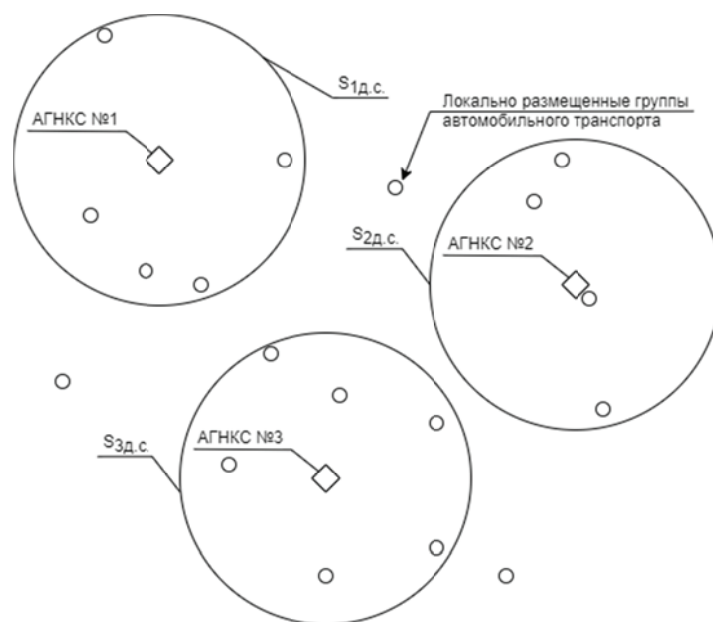 S1д.с.
АГНКС №1
Локально размещенные группы
автомобильного транспорта
S2д.с.
АГНКС №2
S3д.с.
АГНКС №3